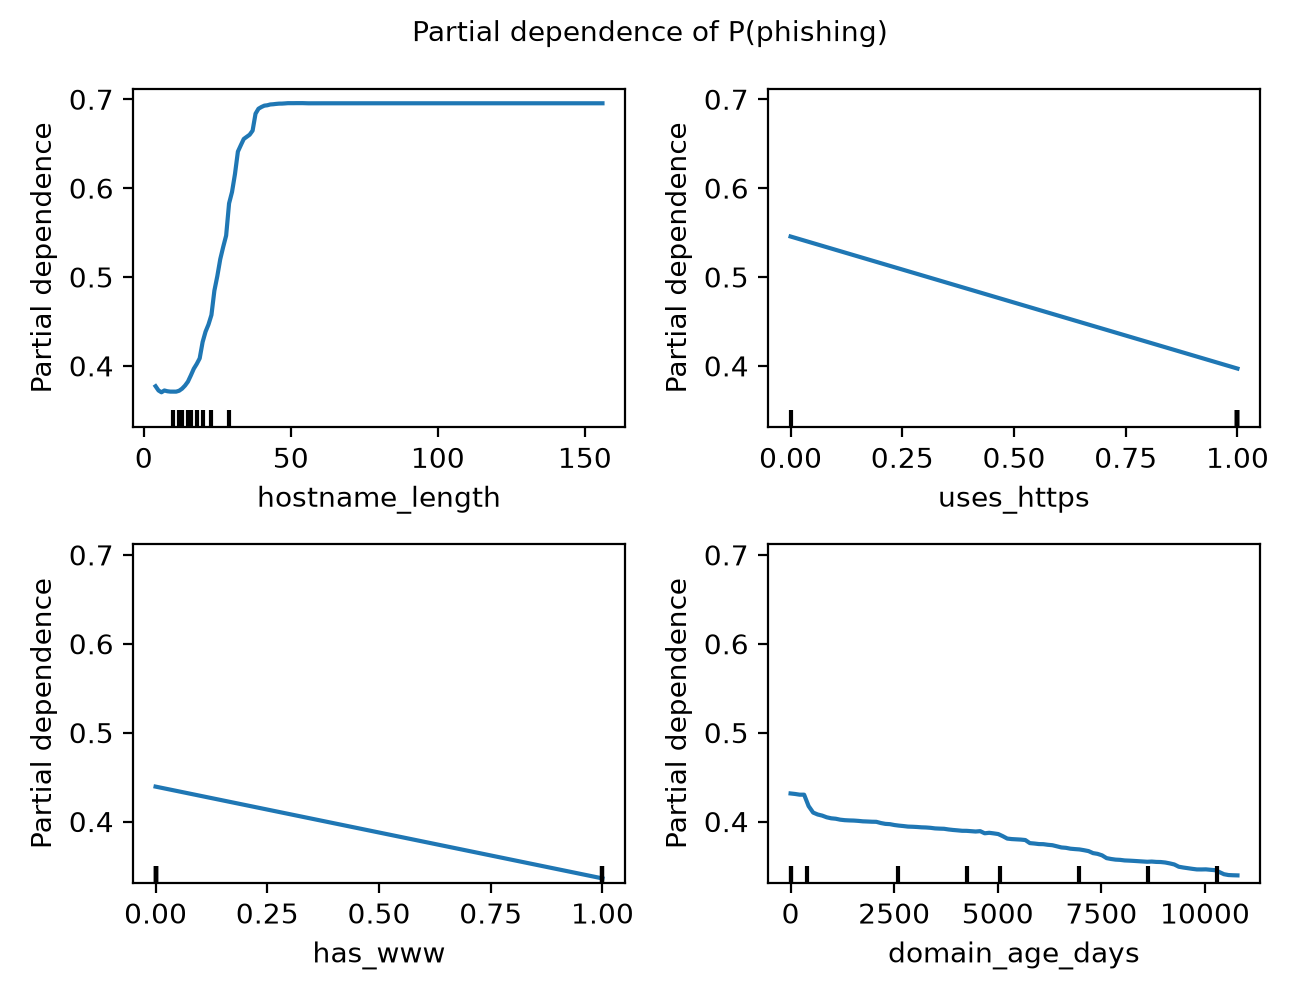 Partial dependence of P(phishing)
Partial dependence
0.7
0.6
0.5
0.4
0 50 100 150
hostname_length
Partial dependence
0.7
0.6
0.5
0.4
0.00 0.25 0.50 0.75 1.00
uses_https
Partial dependence
0.7
0.6
0.5
0.4
0.00 0.25 0.50 0.75 1.00
has_www
Partial dependence
0.7
0.6
0.5
0.4
0 2500 5000 7500 10000
domain_age_days